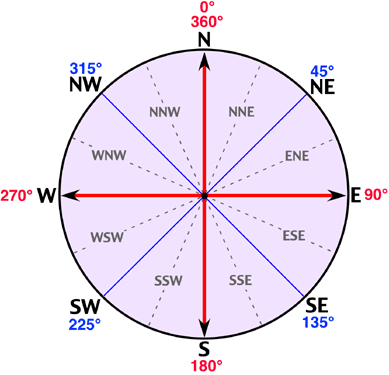 0°
360°
N
315°
NW
45°
NE
NNW
NNE
WNW
ENE
270° W
E 90°
WSW
ESE
SSW
SSE
SW
225°
SE
135°
S
180°